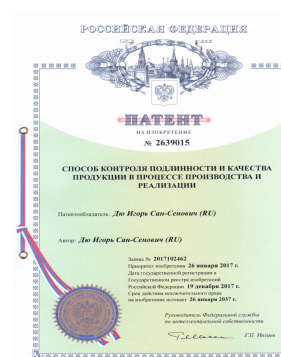 РОССИЙСКАЯ ФЕДЕРАЦИЯ
ПАТЕНТ
НА ИЗОБРЕТЕНИЕ
№ 2639015
СПОСОБ КОНТРОЛЯ ПОДЛИННОСТИ И КАЧЕСТВА
ПРОДУКЦИИ В ПРОЦЕССЕ ПРОИЗВОДСТВА И
РЕАЛИЗАЦИИ
Патентообладатель: Дю Игорь Сан-Сенович (RU)
Автор: Дю Игорь Сан-Сенович (RU)
Заявка № 2017102462
Приоритет изобретения 26 января 2017 г.
Дата государственной регистрации в
Государственном реестре изобретений
Российской Федерации 19 декабря 2017 г.
Срок действия исключительного права
на изобретение истекает 26 января 2037 г.
Руководитель Федеральной службы
по интеллектуальной собственности
Г.П. Ивлиев